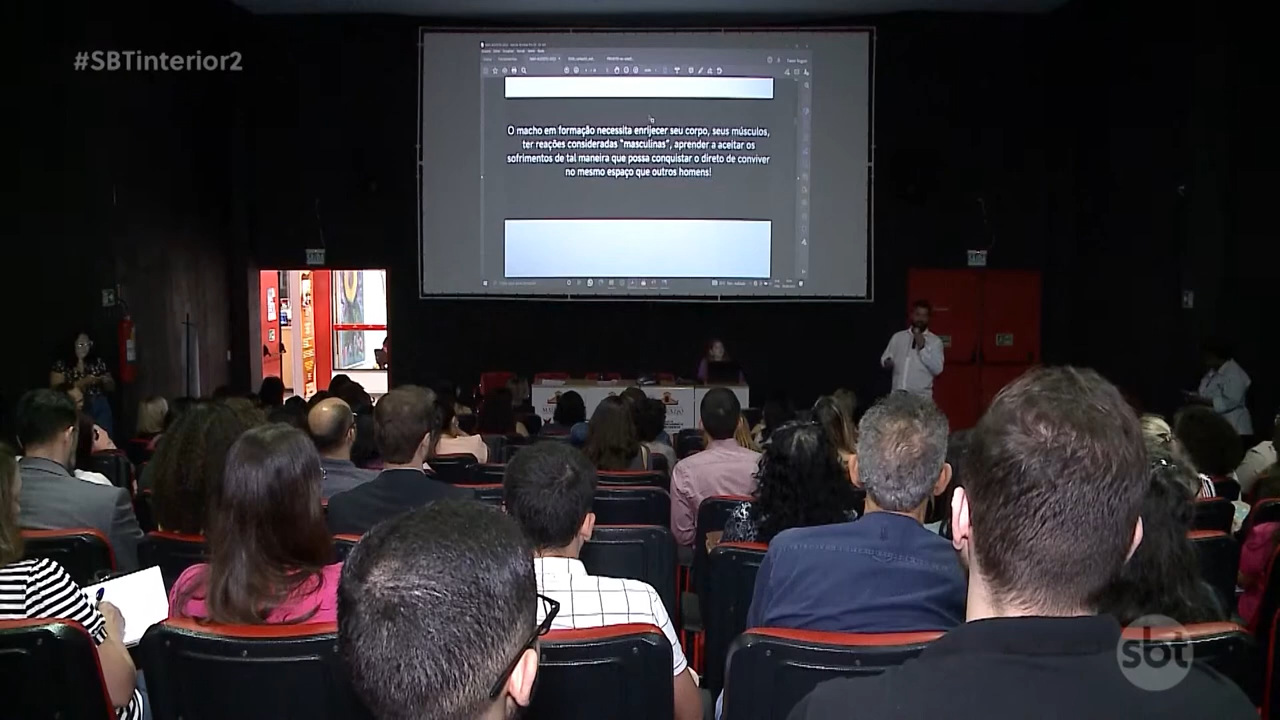 #SBTinterior2
O macho em formação necessita enrijecer seu corpo, seus músculos,
ter reações consideradas "masculinas", aprender a aceitar os
sofrimentos de tal maneira que possa conquistar o direto de conviver
no mesmo espaço que outros homens!
sbt